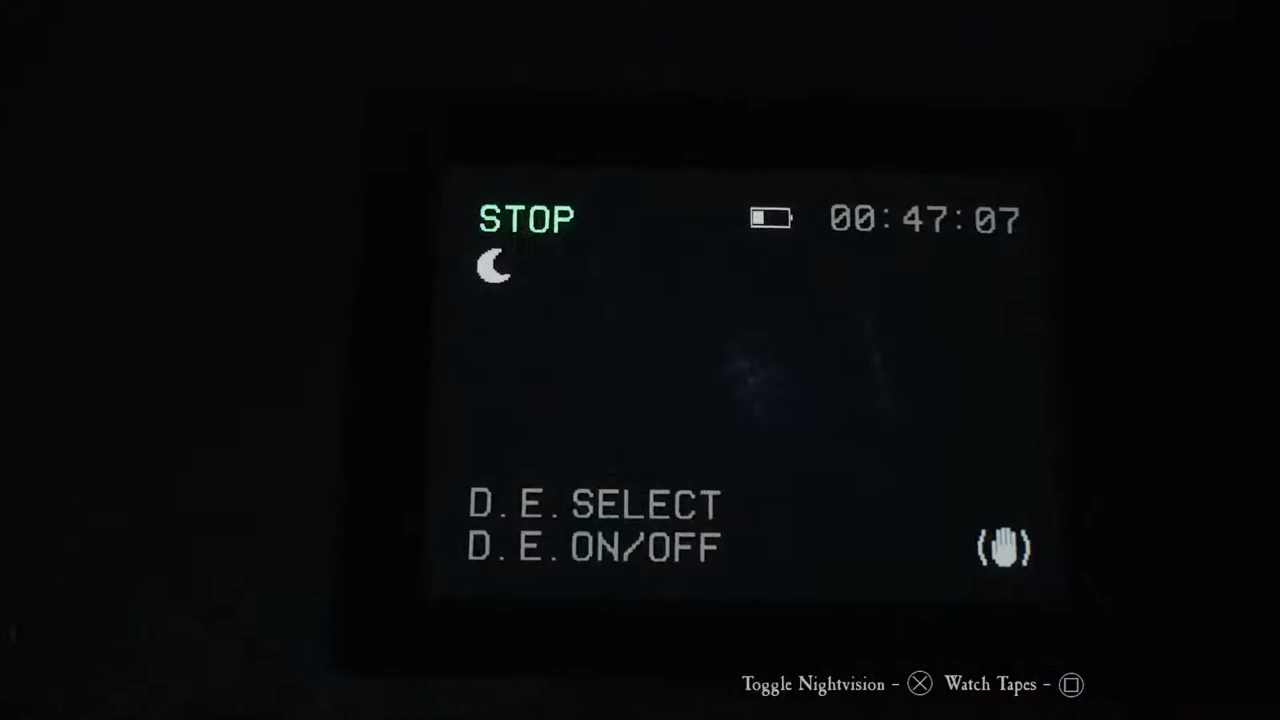 STOP 00:47:07
D.E.SELECT
D.E.ON/OFF
Toggle Nightvision - Watch Tapes -